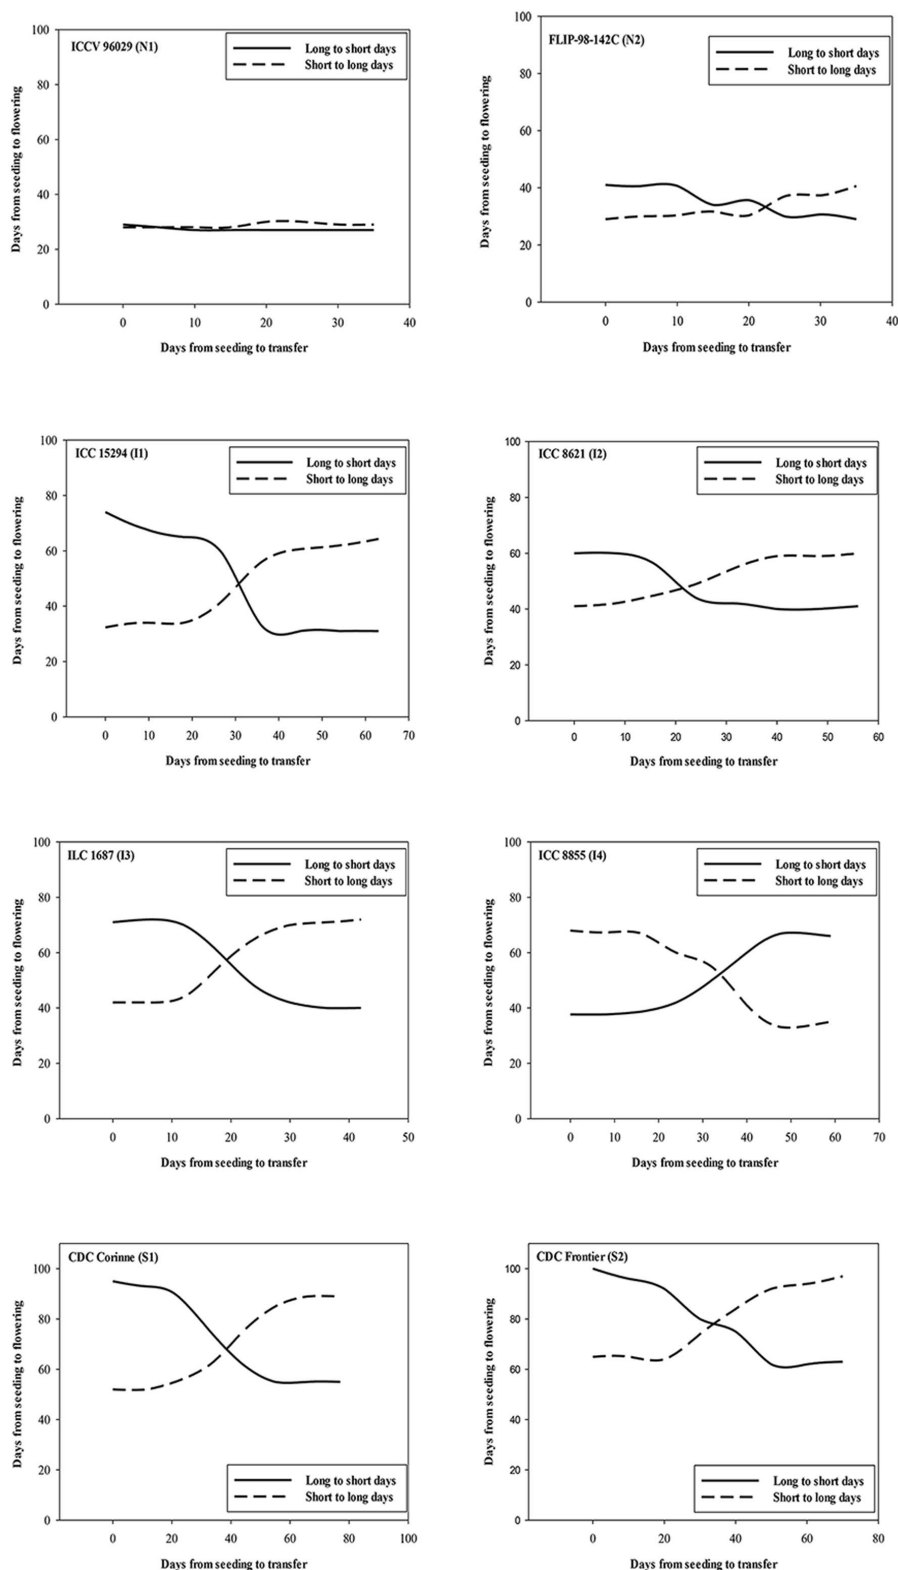 ICCV 96029 (N1)
Long to short days
Short to long days
Days from seeding to flowering
100
80
60
40
20
0
0 10 20 30 40
Days from seeding to transfer
FLIP-98-142C (N2)
Long to short days
Short to long days
Days from seeding to flowering
100
80
60
40
20
0
0 10 20 30 40
Days from seeding to transfer
ICC 15294 (I1)
Long to short days
Short to long days
Days from seeding to flowering
100
80
60
40
20
0
0 10 20 30 40 50 60 70
Days from seeding to transfer
ICC 8621 (I2)
Long to short days
Short to long days
Days from seeding to flowering
100
80
60
40
20
0
0 10 20 30 40 50 60
Days from seeding to transfer
ILC 1687 (I3)
Long to short days
Short to long days
Days from seeding to flowering
100
80
60
40
20
0
0 10 20 30 40 50
Days from seeding to transfer
ICC 8855 (I4)
Long to short days
Short to long days
Days from seeding to flowering
100
80
60
40
20
0
0 10 20 30 40 50 60 70
Days from seeding to transfer
CDC Corinne (S1)
Days from seeding to flowering
100
80
60
40
20
0
Long to short days
Short to long days
0 20 40 60 80 100
Days from seeding to transfer
CDC Frontier (S2)
Days from seeding to flowering
100
80
60
40
20
0
Long to short days
Short to long days
0 20 40 60 80
Days from seeding to transfer